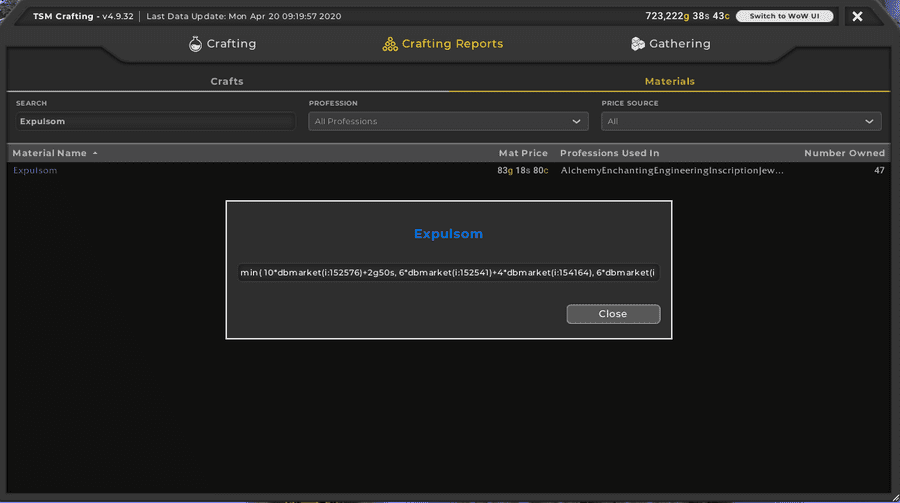 TSM Crafting - v4.9.32 | Last Data Update: Mon Apr 20 09:19:57 2020 723,222g 38s 43c Switch to WoW UI
Crafting Crafting Reports Gathering
Crafts Materials
SEARCH PROFESSION PRICE SOURCE
Expulsom All Professions All
Material Name Mat Price Professions Used In Number Owned
Expulsom 83g 18s 80c AlchemyEnchantingEngineeringInscriptionJew... 47
Expulsom
min( 10*dbmarket(i:152576)+2g50s, 6*dbmarket(i:152541)+4*dbmarket(i:154164), 6*dbmarket(i
Close